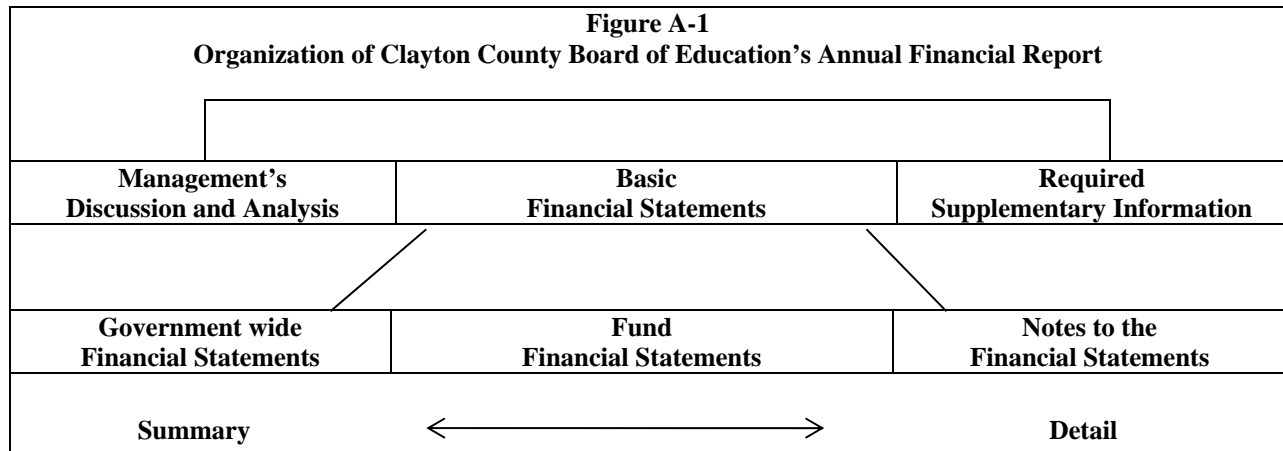 Figure A-1
Organization of Clayton County Board of Education's Annual Financial Report
Management's
Discussion and Analysis
Basic
Financial Statements
Required
Supplementary Information
Government wide
Financial Statements
Fund
Financial Statements
Notes to the
Financial Statements
Summary
Detail